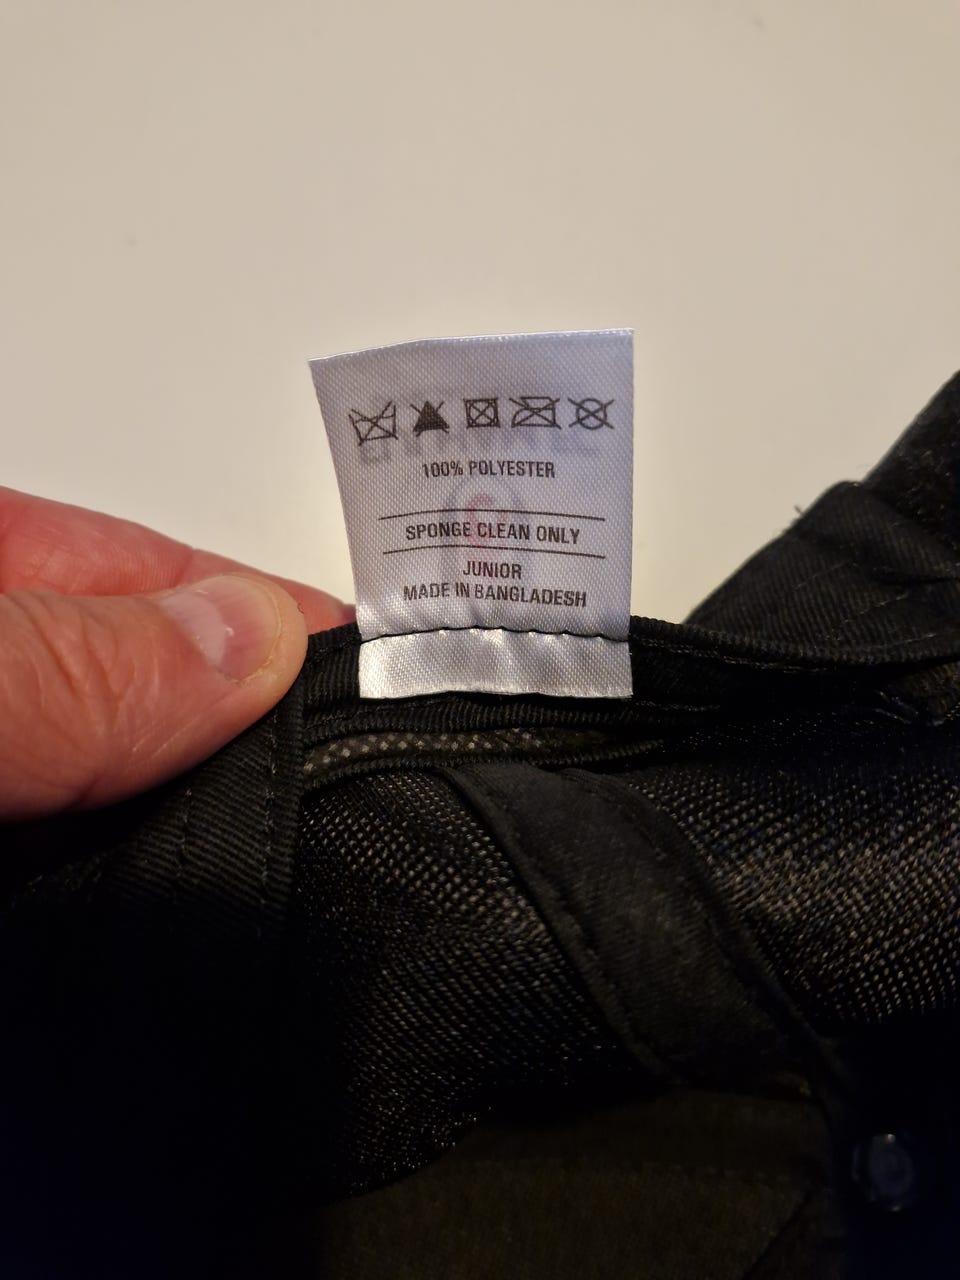 100% POLYESTER
SPONGE CLEAN ONLY
JUNIOR
MADE IN BANGLADESH